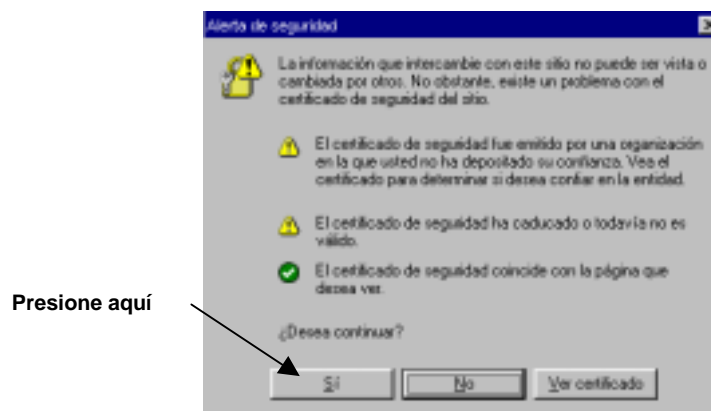 Alerta de seguridad
La información que intercambie con este sitio no puede ser vista o
cambiada por otros. No obstante, existe un problema con el
certificado de seguridad del sitio.
El certificado de seguridad fue emitido por una organización
en la que usted no ha depositado su confianza. Vea el
certificado para determinar si desea confiar en la entidad.
El certificado de seguridad ha caducado o todavía no es
válido.
El certificado de seguridad coincide con la página que
desea ver.
Presione aquí
¿Desea continuar?
Sí
No
Ver certificado